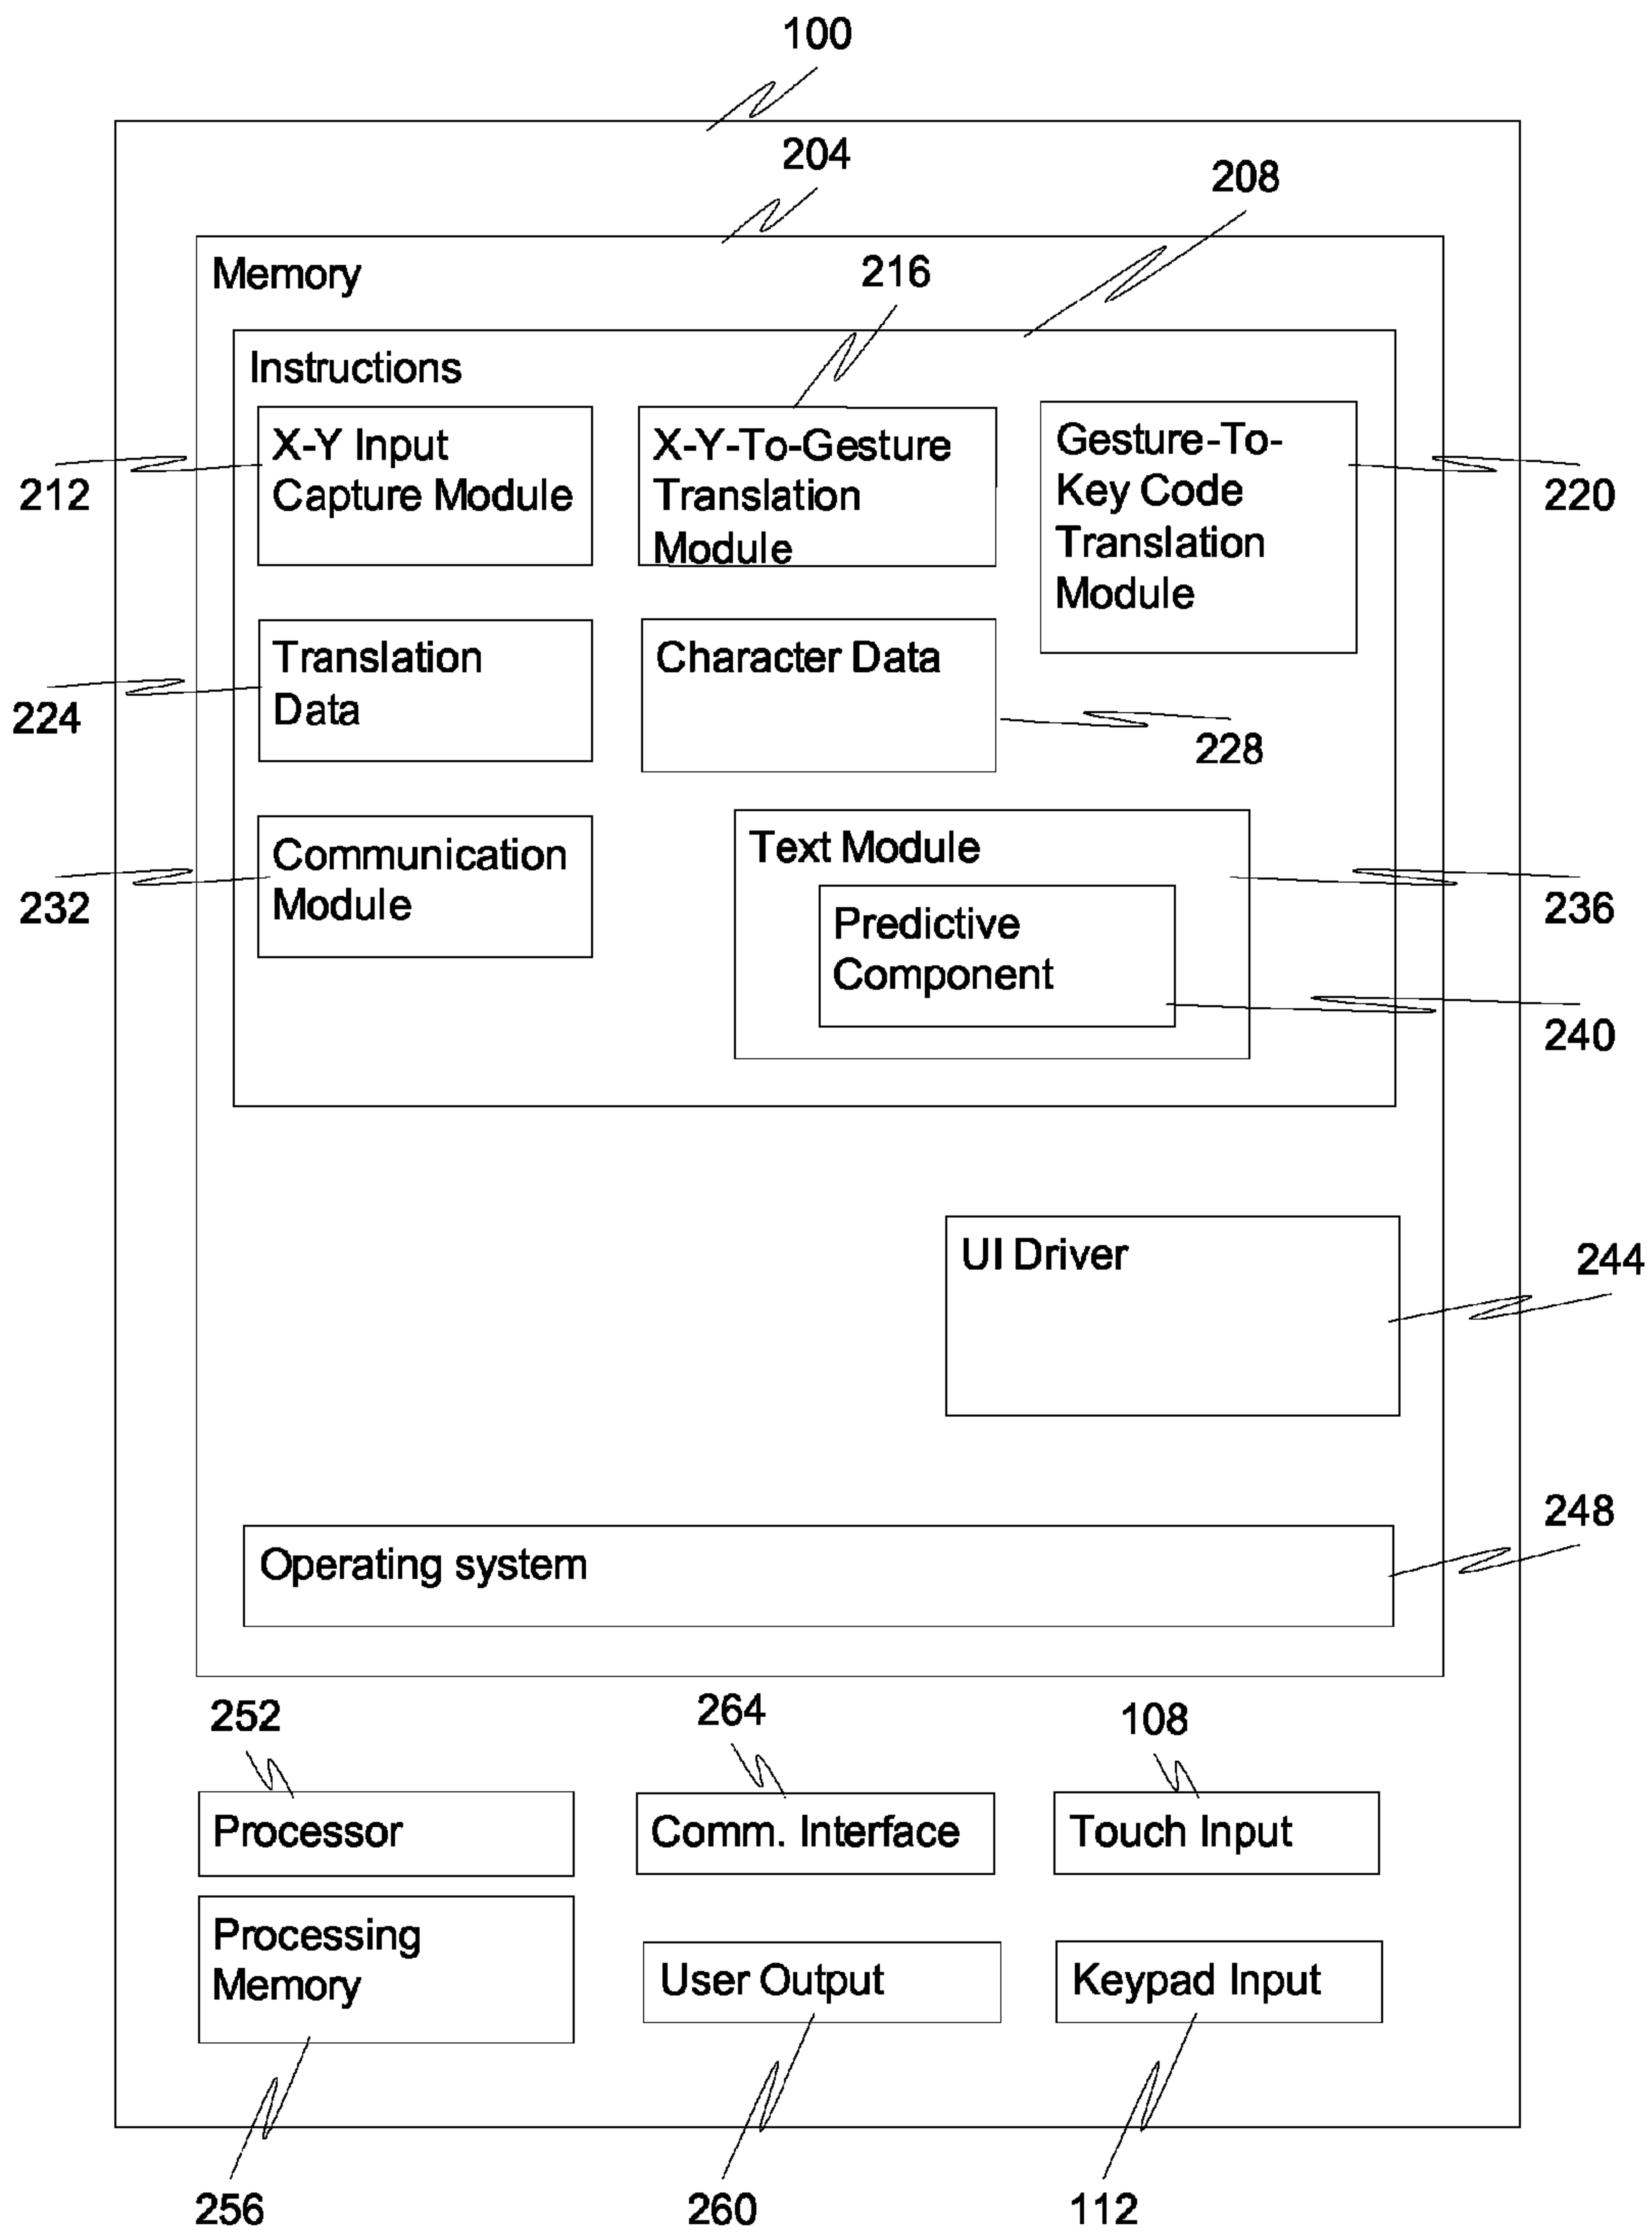 100
204
208
Memory
216
Instructions
X-Y Input
Capture Module
212
X-Y-To-Gesture
Translation
Module
Gesture-To-
Key Code
Translation
Module
220
Translation
Data
224
Character Data
228
Communication
Module
232
Text Module
236
Predictive
Component
240
UI Driver
244
248
Operating system
252
264
108
Processor
Comm. Interface
Touch Input
Processing
Memory
User Output
Keypad Input
256
260
112